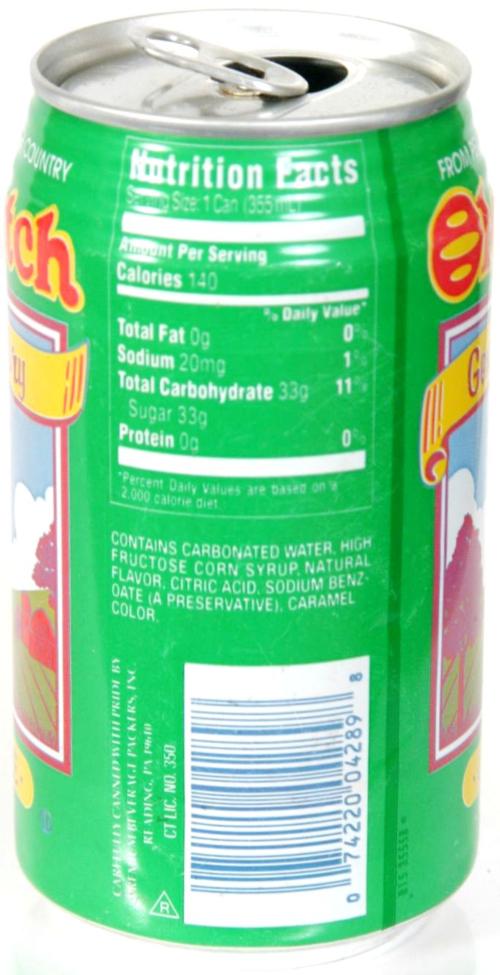 COUNTRY
tch
Nutrition Facts
Serving Size: 1 Can (355mL)
Amount Per Serving
Calories 140
% Daily Value*
Total Fat 0g 0%
Sodium 20mg 1%
Total Carbohydrate 33g 11%
Sugar 33g
Protein 0g 0%
*Percent Daily Values are based on a
2,000 calorie diet.
CONTAINS CARBONATED WATER, HIGH
FRUCTOSE CORN SYRUP, NATURAL
FLAVOR, CITRIC ACID, SODIUM BENZ-
OATE (A PRESERVATIVE), CARAMEL
COLOR.
CAREFULLY CANNED WITH PRIDE BY
BEVERAGE PACKERS, INC.
READING, PA 19610
CT LIC. NO. 350
R
0 74220 04289 8
FROM
Ge